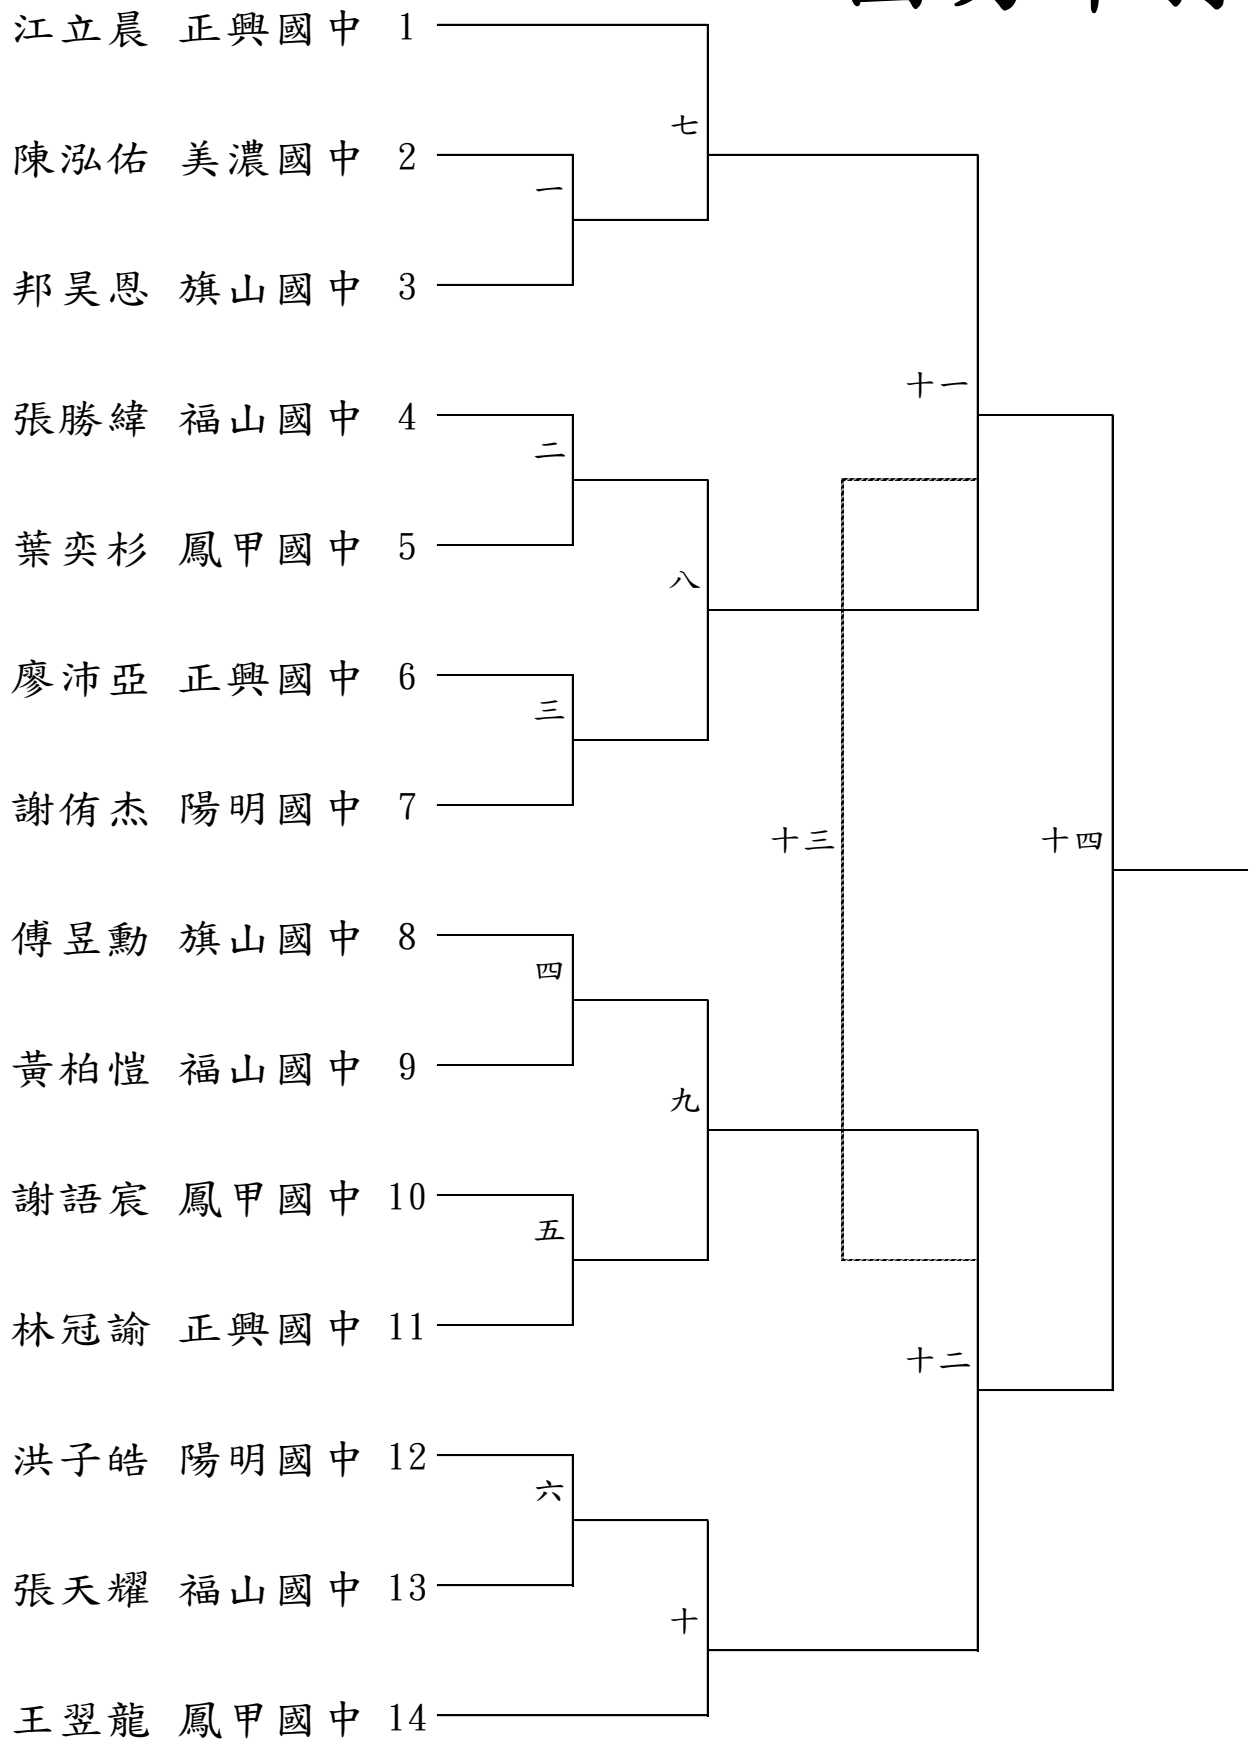 江立晨 正興國中 1
七
陳泓佑 美濃國中 2
一
邦昊恩 旗山國中 3
十一
張勝緯 福山國中 4
二
葉奕杉 鳳甲國中 5
八
廖沛亞 正興國中 6
三
謝侑杰 陽明國中 7
十三 十四
傅昱勳 旗山國中 8
四
黃柏愷 福山國中 9
九
謝語宸 鳳甲國中 10
五
林冠諭 正興國中 11
十二
洪子皓 陽明國中 12
六
張天耀 福山國中 13
十
王翌龍 鳳甲國中 14